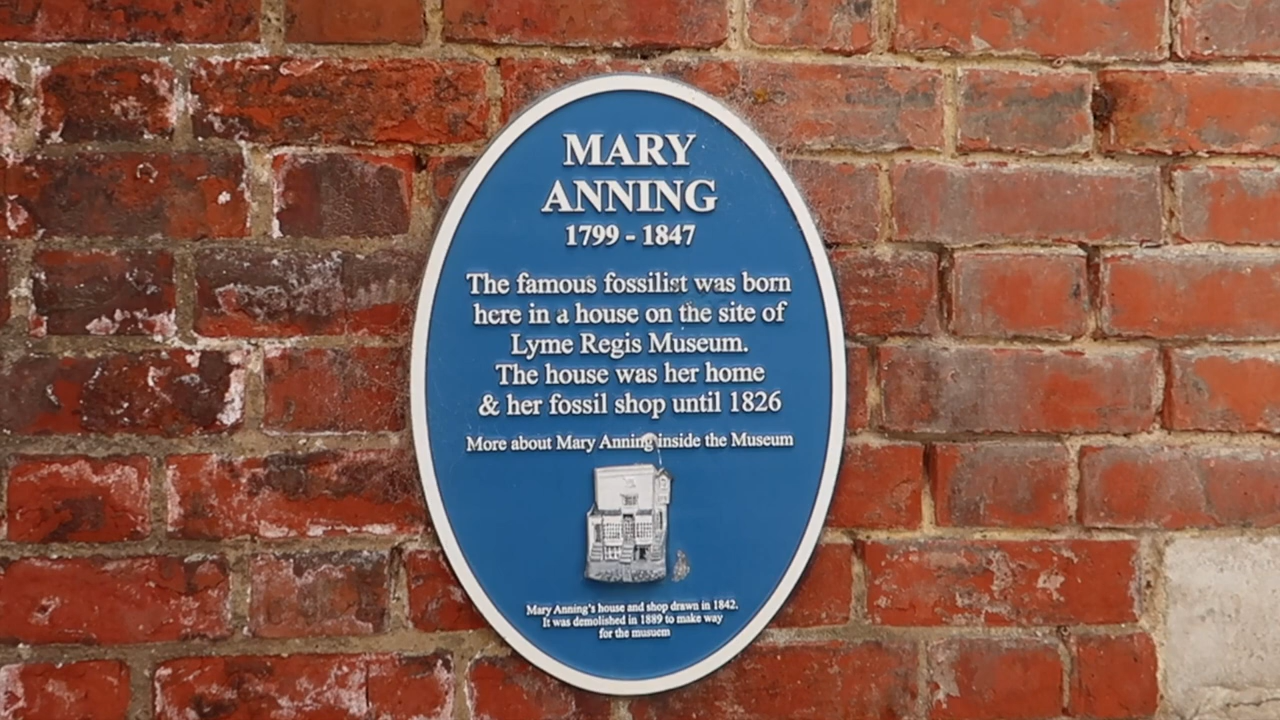 MARY
ANNING
1799 - 1847
The famous fossilist was born
here in a house on the site of
Lyme Regis Museum.
The house was her home
& her fossil shop until 1826
More about Mary Anning inside the Museum
Mary Anning's house and shop drawn in 1842.
It was demolished in 1889 to make way
for the musuem